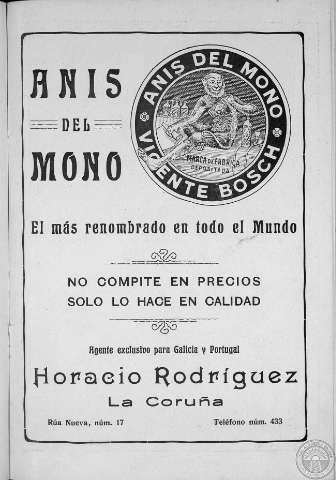 ANIS
DEL
MONO
ANIS DEL MONO
VICENTE BOSCH
MARCA DE FABRICA
DEPOSITADA
El más renombrado en todo el Mundo
NO COMPITE EN PRECIOS
SOLO LO HACE EN CALIDAD
Agente exclusivo para Galicia y Portugal
Horacio Rodríguez
La Coruña
Rúa Nueva, núm. 17
Teléfono núm. 433